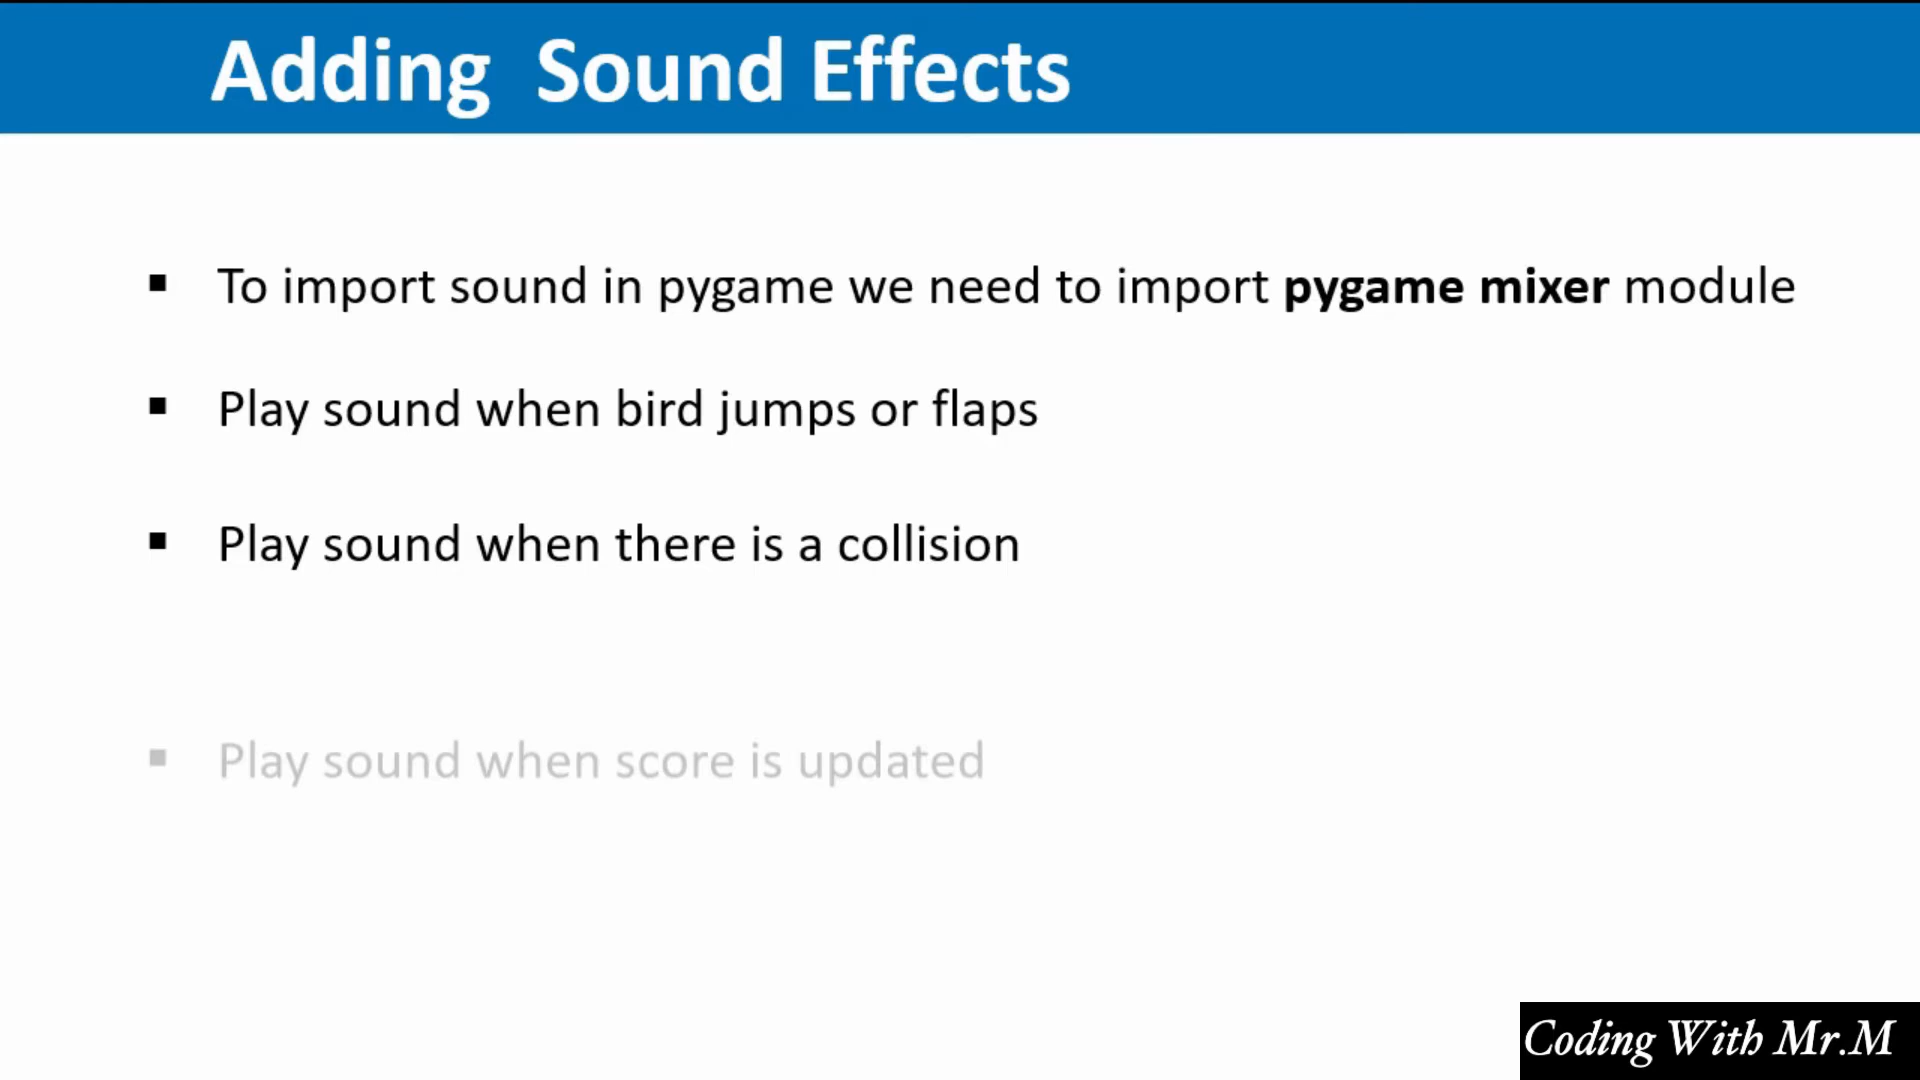 Adding Sound Effects
▪ To import sound in pygame we need to import pygame mixer module
▪ Play sound when bird jumps or flaps
▪ Play sound when there is a collision
▪ Play sound when score is updated
Coding With Mr.M